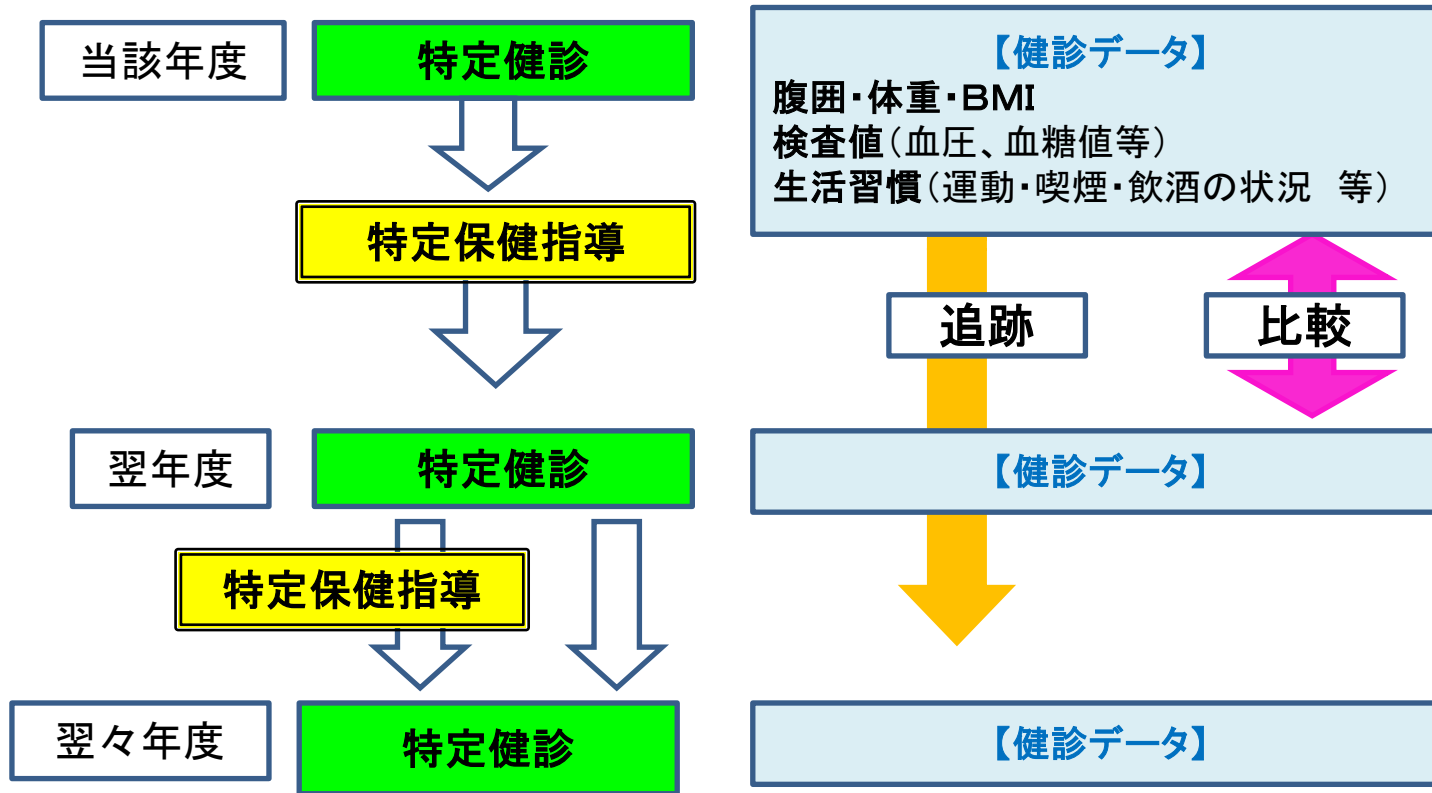 当該年度
特定健診
【健診データ】
腹囲・体重・BMI
検査値（血圧、血糖値等）
生活習慣（運動・喫煙・飲酒の状況　等）
特定保健指導
追跡
比較
翌年度
特定健診
【健診データ】
特定保健指導
翌々年度
特定健診
【健診データ】